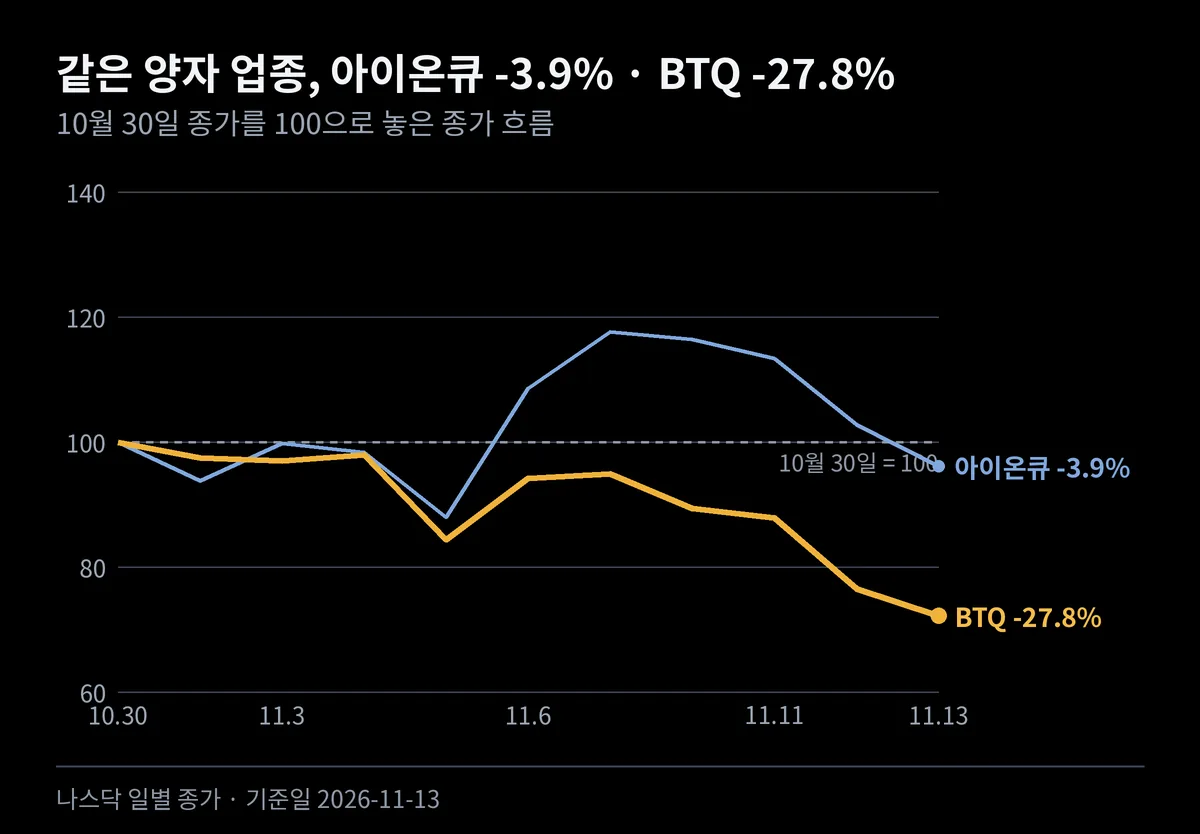 같은 양자 업종, 아이온큐 -3.9% · BTQ -27.8%
10월 30일 종가를 100으로 놓은 종가 흐름
140
120
100
10월 30일 = 100
아이온큐 -3.9%
80
BTQ -27.8%
60
10.30 11.3 11.6 11.11 11.13
나스닥 일별 종가 · 기준일 2026-11-13